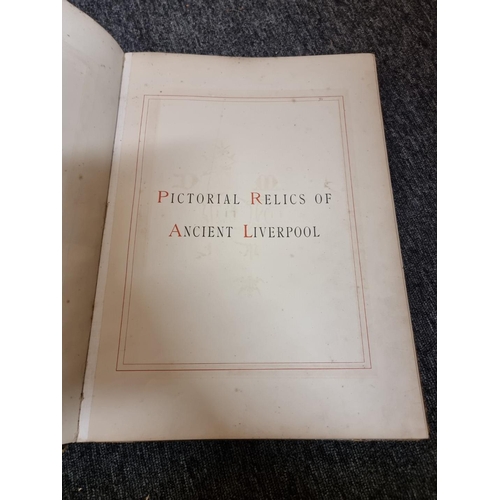 PICTORIAL RELICS OF
ANCIENT LIVERPOOL